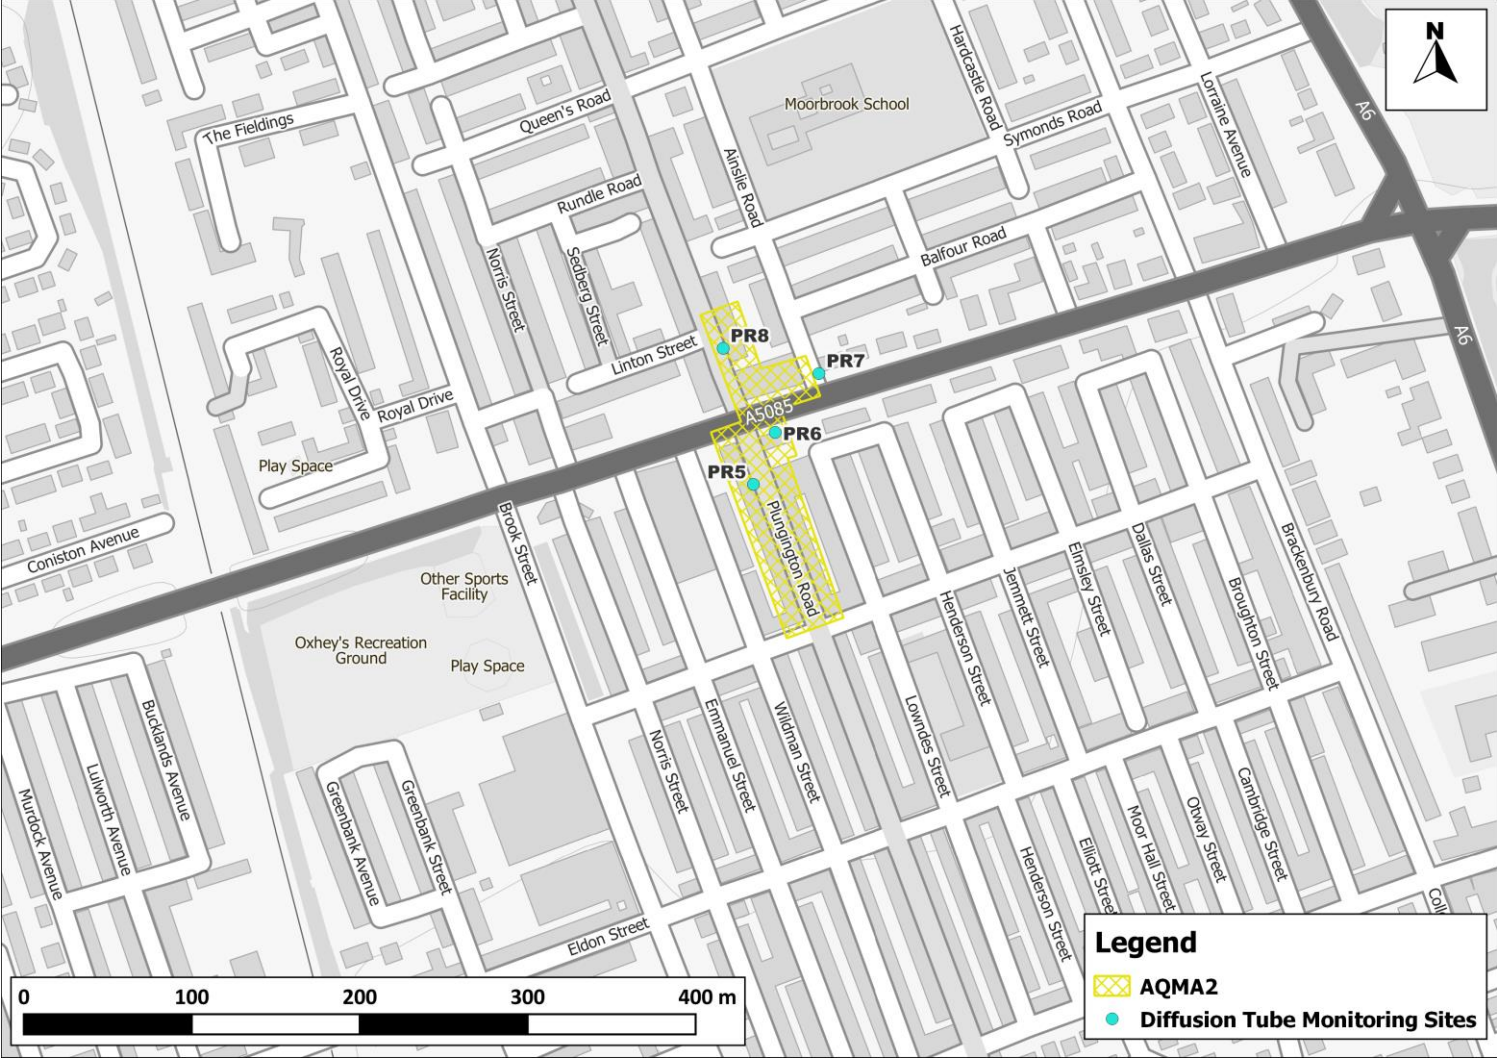 N
Hardcastle Road
Lorraine Avenue
A6
Moorbrook School
Queen's Road
The Fieldings
Symonds Road
Ainslie Road
Rundle Road
Balfour Road
Norris Street
Sedberg Street
A6
PR8
Linton Street
PR7
Royal Drive
Royal Drive
A5085
PR6
Play Space
PR5
Plungington Road
Coniston Avenue
Brook Street
Other Sports
Facility
Oxhey's Recreation
Ground
Play Space
Dallas Street
Elmsley Street
Brackenbury Road
Jemmett Street
Henderson Street
Broughton Street
Bucklands Avenue
Lulworth Avenue
Murdock Avenue
Emmanuel Street
Wildman Street
Lowndes Street
Norris Street
Greenbank Avenue
Greenbank Street
Cambridge Street
Otway Street
Moor Hall Street
Elliott Street
Henderson Street
Coll
Eldon Street
Legend
AQMA2
Diffusion Tube Monitoring Sites
0 100 200 300 400 m